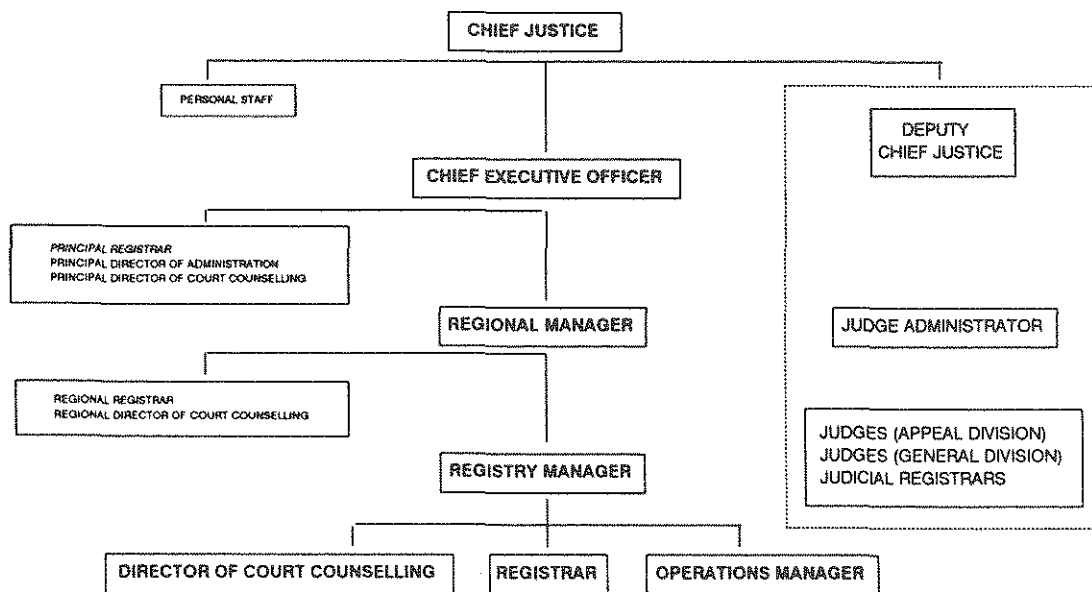 CHIEF JUSTICE
PERSONAL STAFF
DEPUTY
CHIEF JUSTICE
CHIEF EXECUTIVE OFFICER
PRINCIPAL REGISTRAR
PRINCIPAL DIRECTOR OF ADMINISTRATION
PRINCIPAL DIRECTOR OF COURT COUNSELLING
REGIONAL MANAGER
JUDGE ADMINISTRATOR
REGIONAL REGISTRAR
REGIONAL DIRECTOR OF COURT COUNSELLING
JUDGES (APPEAL DIVISION)
JUDGES (GENERAL DIVISION)
JUDICIAL REGISTRARS
REGISTRY MANAGER
DIRECTOR OF COURT COUNSELLING
REGISTRAR
OPERATIONS MANAGER